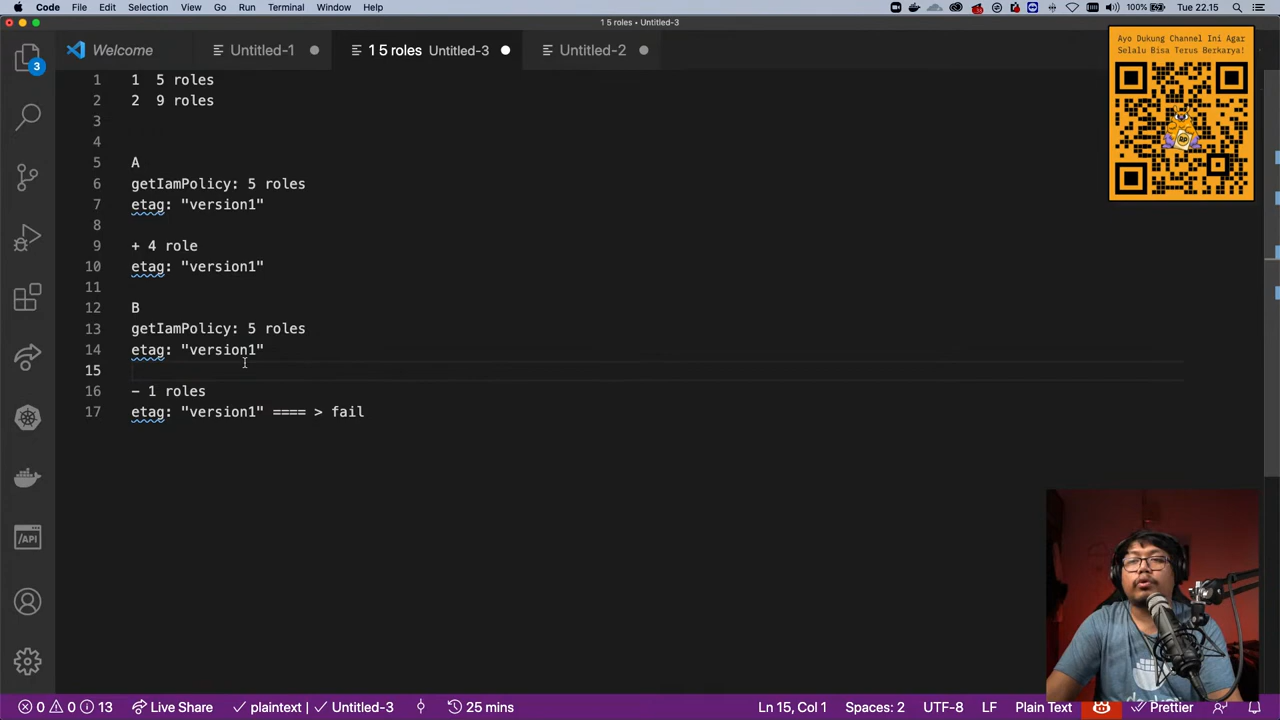 Code File Edit Selection View Go Run Terminal Window Help 100% Tue 22.15
1 5 roles • Untitled-3
Welcome Untitled-1 1 5 roles Untitled-3 Untitled-2
Ayo Dukung Channel Ini Agar
Selalu Bisa Terus Berkarya!
3
1 1 5 roles
2 2 9 roles
3
4
5 A
6 getIamPolicy: 5 roles
7 etag: "version1"
8
9 + 4 role
10 etag: "version1"
11
12 B
13 getIamPolicy: 5 roles
14 etag: "version1"
15
16 - 1 roles
17 etag: "version1" ==== > fail
/API
0 0 13 Live Share plaintext | Untitled-3 25 mins Ln 15, Col 1 Spaces: 2 UTF-8 LF Plain Text Prettier